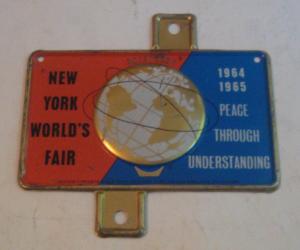 NEW
YORK
WORLD'S
FAIR
1964
1965
PEACE
THROUGH
UNDERSTANDING